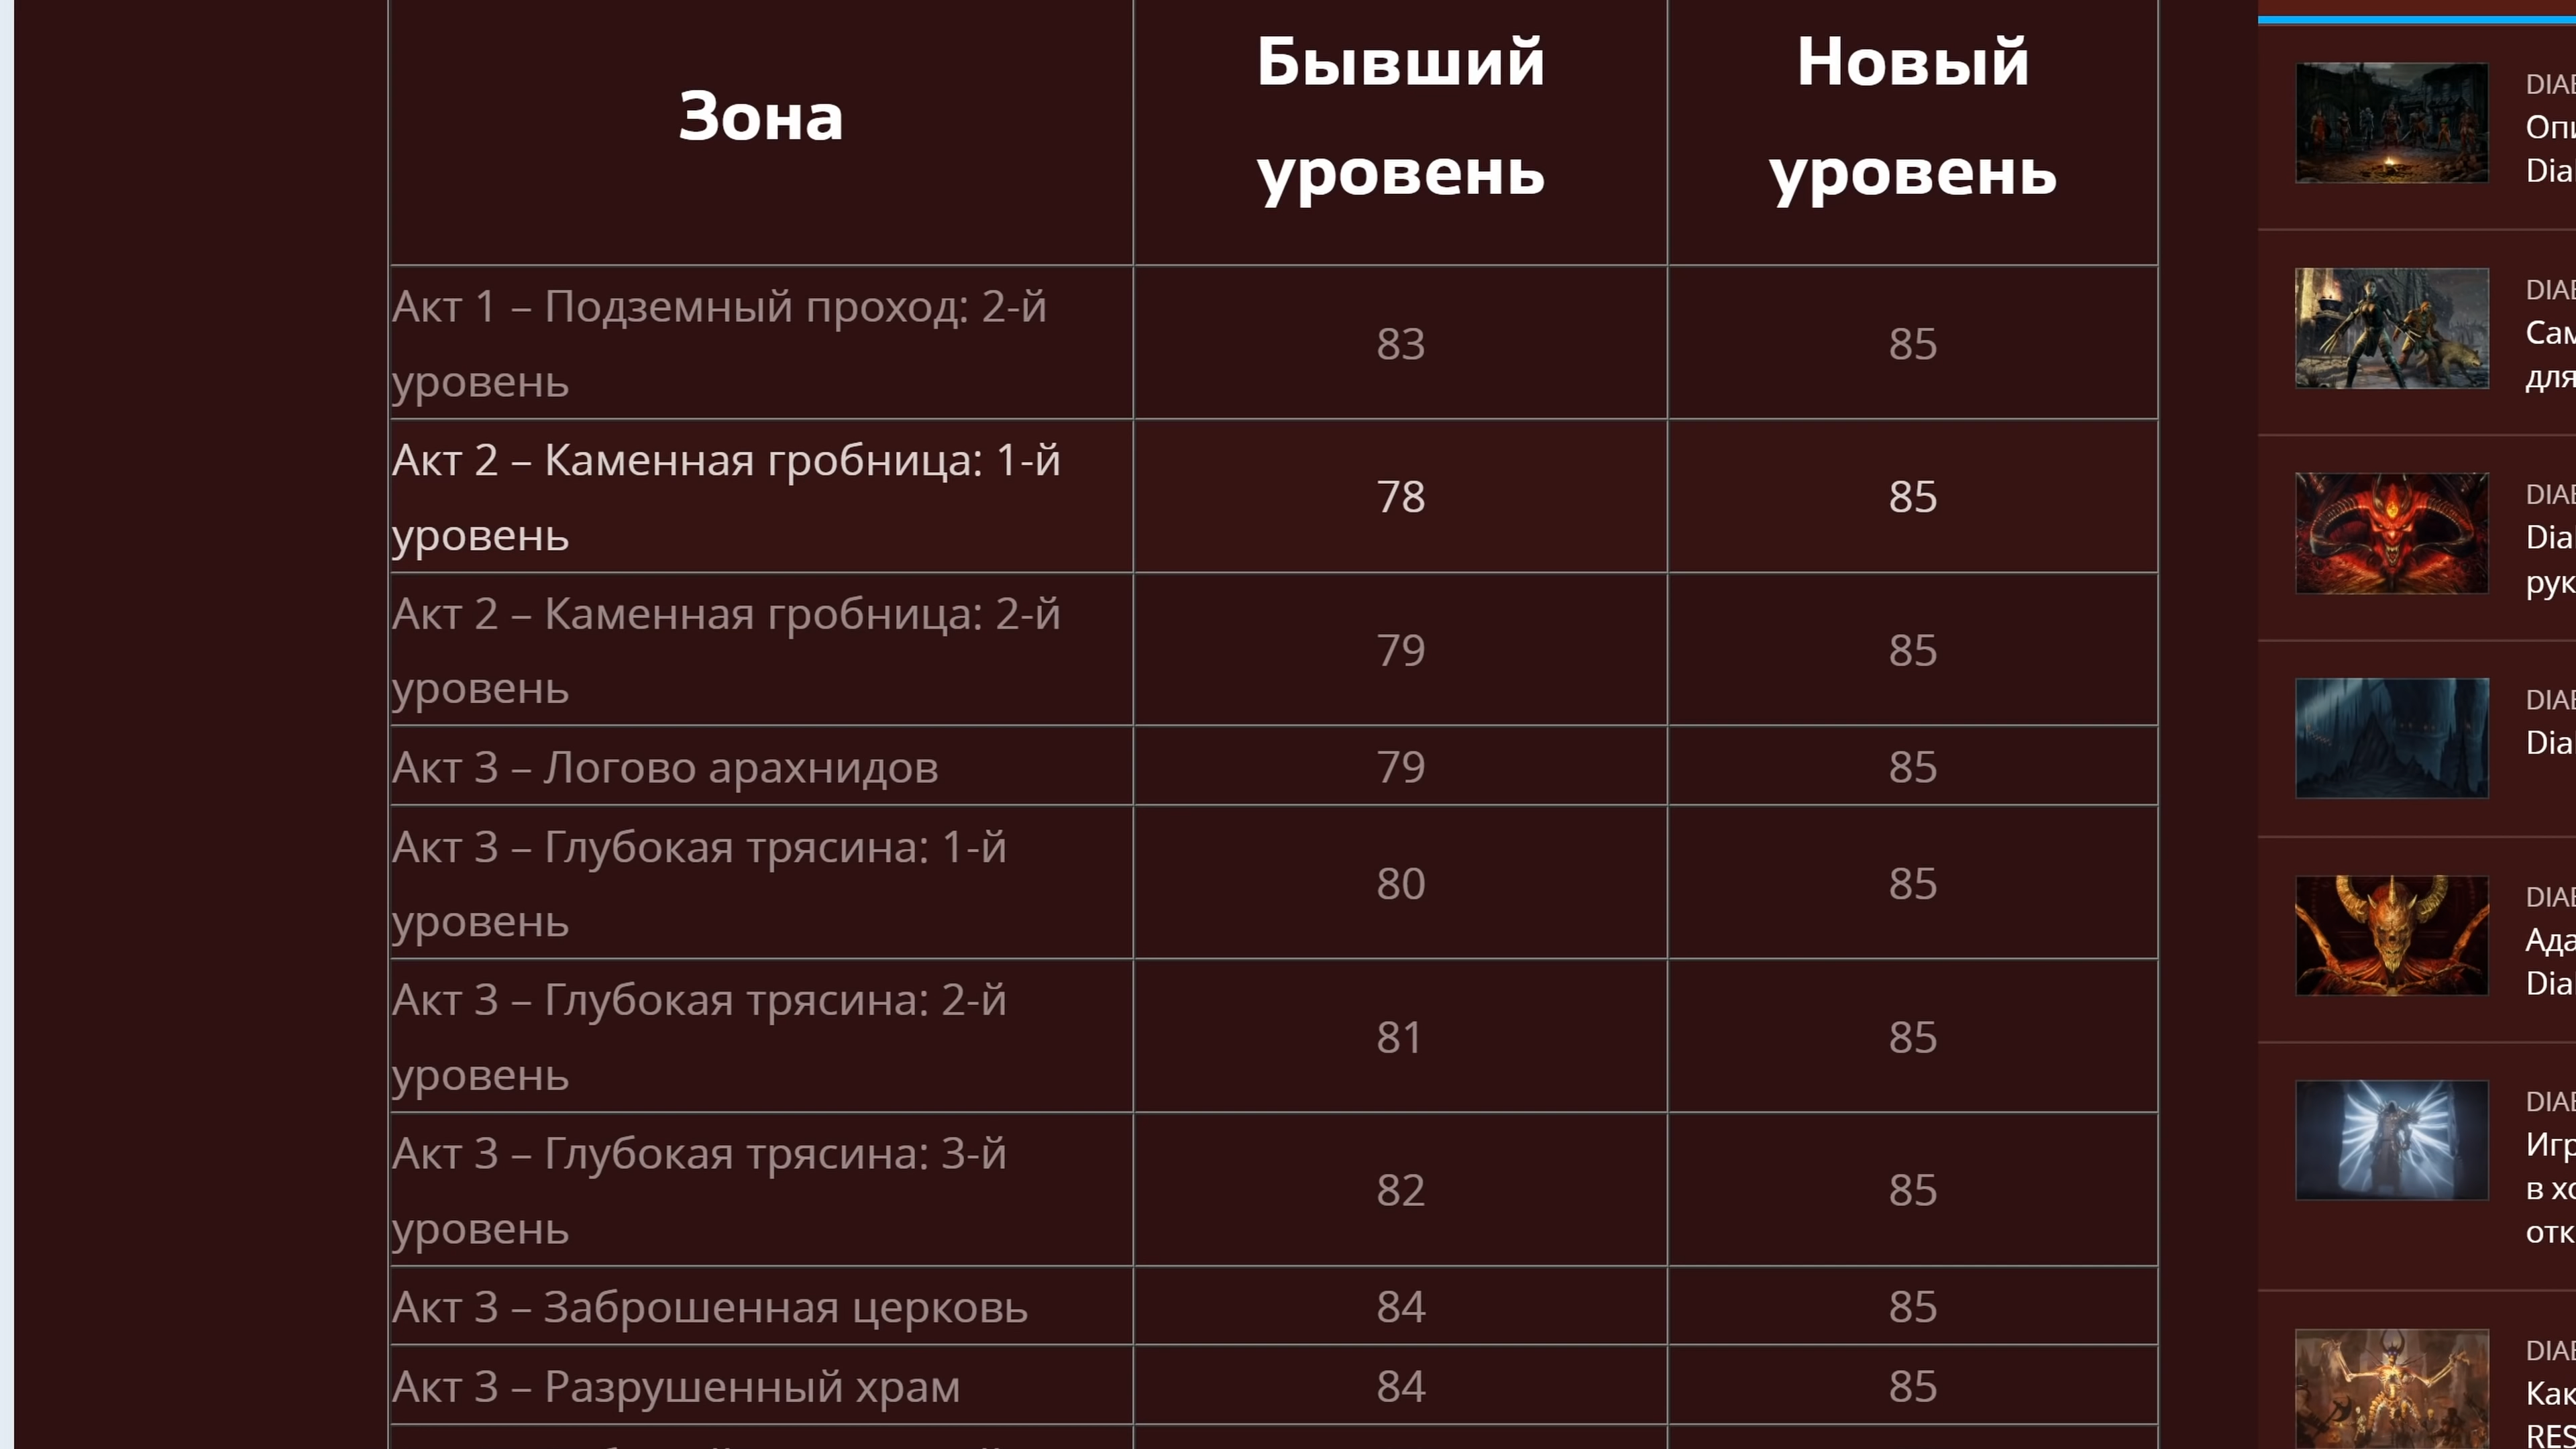 Зона
Бывший
уровень
Новый
уровень
Акт 1 – Подземный проход: 2-й
уровень
83
85
Акт 2 – Каменная гробница: 1-й
уровень
78
85
Акт 2 – Каменная гробница: 2-й
уровень
79
85
Акт 3 – Логово арахнидов
79
85
Акт 3 – Глубокая трясина: 1-й
уровень
80
85
Акт 3 – Глубокая трясина: 2-й
уровень
81
85
Акт 3 – Глубокая трясина: 3-й
уровень
82
85
Акт 3 – Заброшенная церковь
84
85
Акт 3 – Разрушенный храм
84
85
для
в